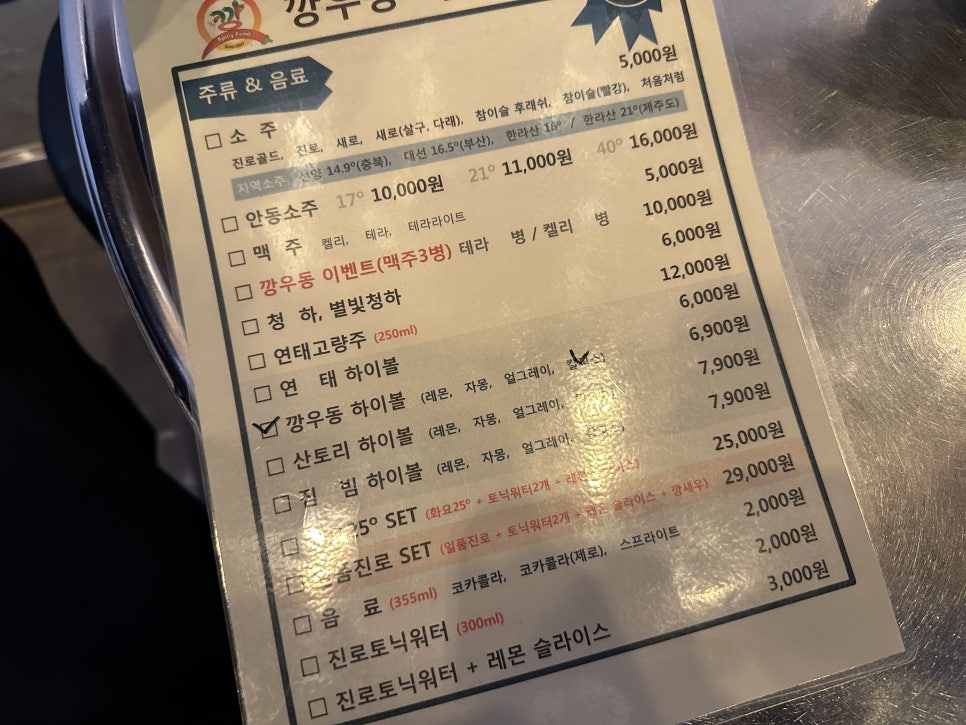 깡
Spicy Food
깡우동
주류 & 음료
□ 소 주 5,000원
진로골드, 진로, 새로, 새로(살구, 다래), 참이슬 후래쉬, 참이슬(빨강), 처음처럼
지역소주 선양 14.9°(충북), 대선 16.5°(부산), 한라산 16° / 한라산 21°(제주도)
□ 안동소주 17° 10,000원 21° 11,000원 40° 16,000원
□ 맥 주 켈리, 테라, 테라라이트 5,000원
□ 깡우동 이벤트(맥주3병) 테라 병 / 켈리 병 10,000원
□ 청 하, 별빛청하 6,000원
□ 연태고량주 (250ml) 12,000원
□ 연 태 하이볼 6,000원
☑ 깡우동 하이볼 (레몬, 자몽, 얼그레이, 6,900원
□ 산토리 하이볼 (레몬, 자몽, 얼그레이, 7,900원
□ 짐 빔 하이볼 (레몬, 자몽, 얼그레이, 7,900원
□ 25° SET (화요25° + 토닉워터2개 + 25,000원
□ 일품진로 SET (일품진로 + 토닉워터2개 + 레몬 슬라이스 + 깡새우) 29,000원
□ 음 료 (355ml) 코카콜라, 코카콜라(제로), 스프라이트 2,000원
□ 진로토닉워터 (300ml) 2,000원
□ 진로토닉워터 + 레몬 슬라이스 3,000원